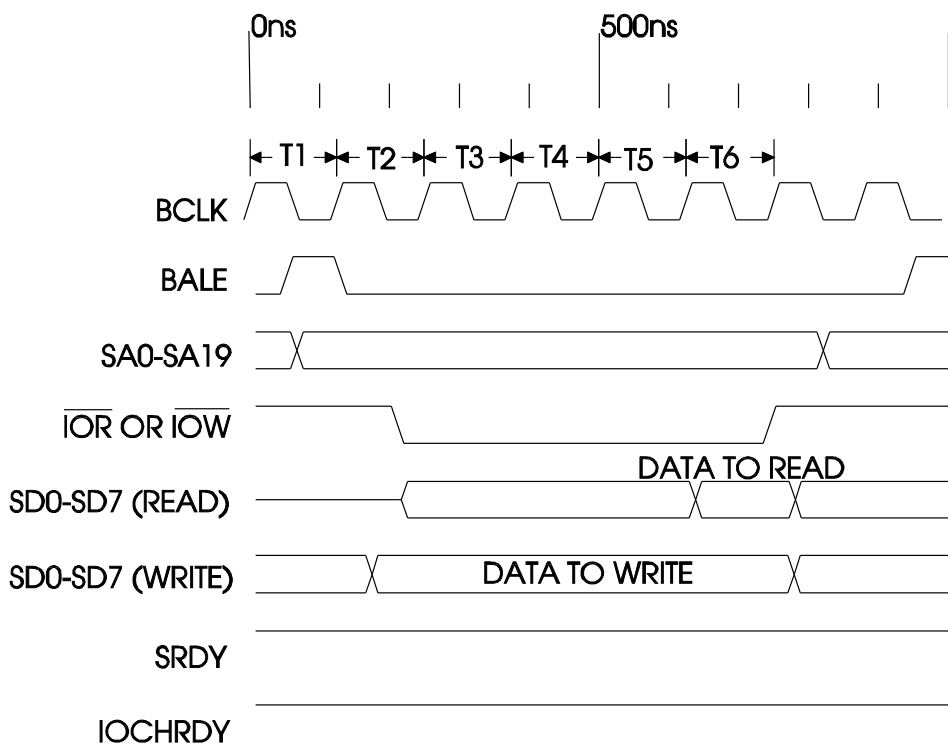 0ns 500ns
T1 T2 T3 T4 T5 T6
BCLK
BALE
SA0-SA19
IOR OR IOW
DATA TO READ
SD0-SD7 (READ)
SD0-SD7 (WRITE) DATA TO WRITE
SRDY
IOCHRDY